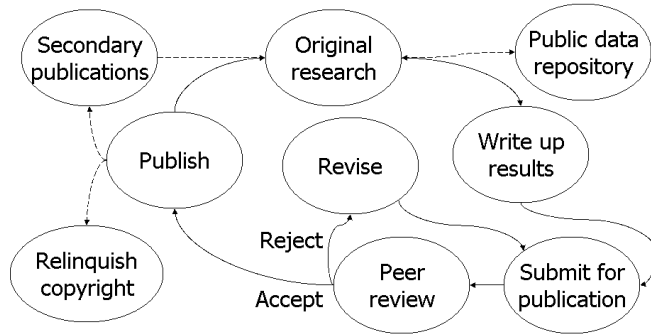 Secondary
publications
Original
research
Public data
repository
Publish
Revise
Write up
results
Reject
Relinquish
copyright
Accept
Peer
review
Submit for
publication